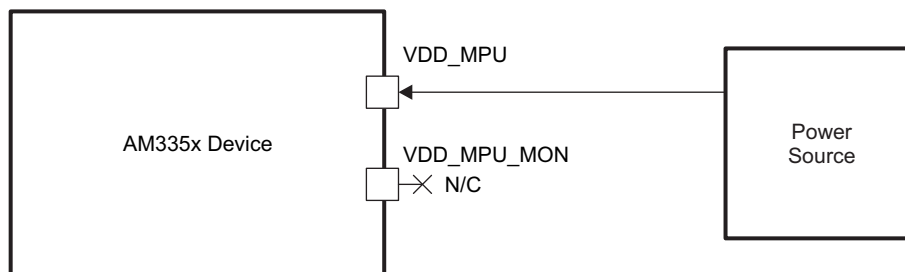 VDD_MPU
AM335x Device
Power
Source
VDD_MPU_MON
N/C